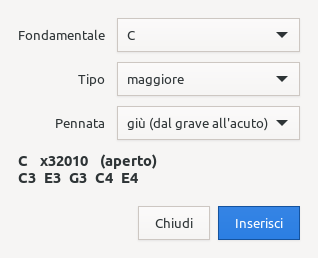 Fondamentale C
Tipo maggiore
Pennata giù (dal grave all'acuto)
C x32010 (aperto)
C3 E3 G3 C4 E4
Chiudi Inserisci